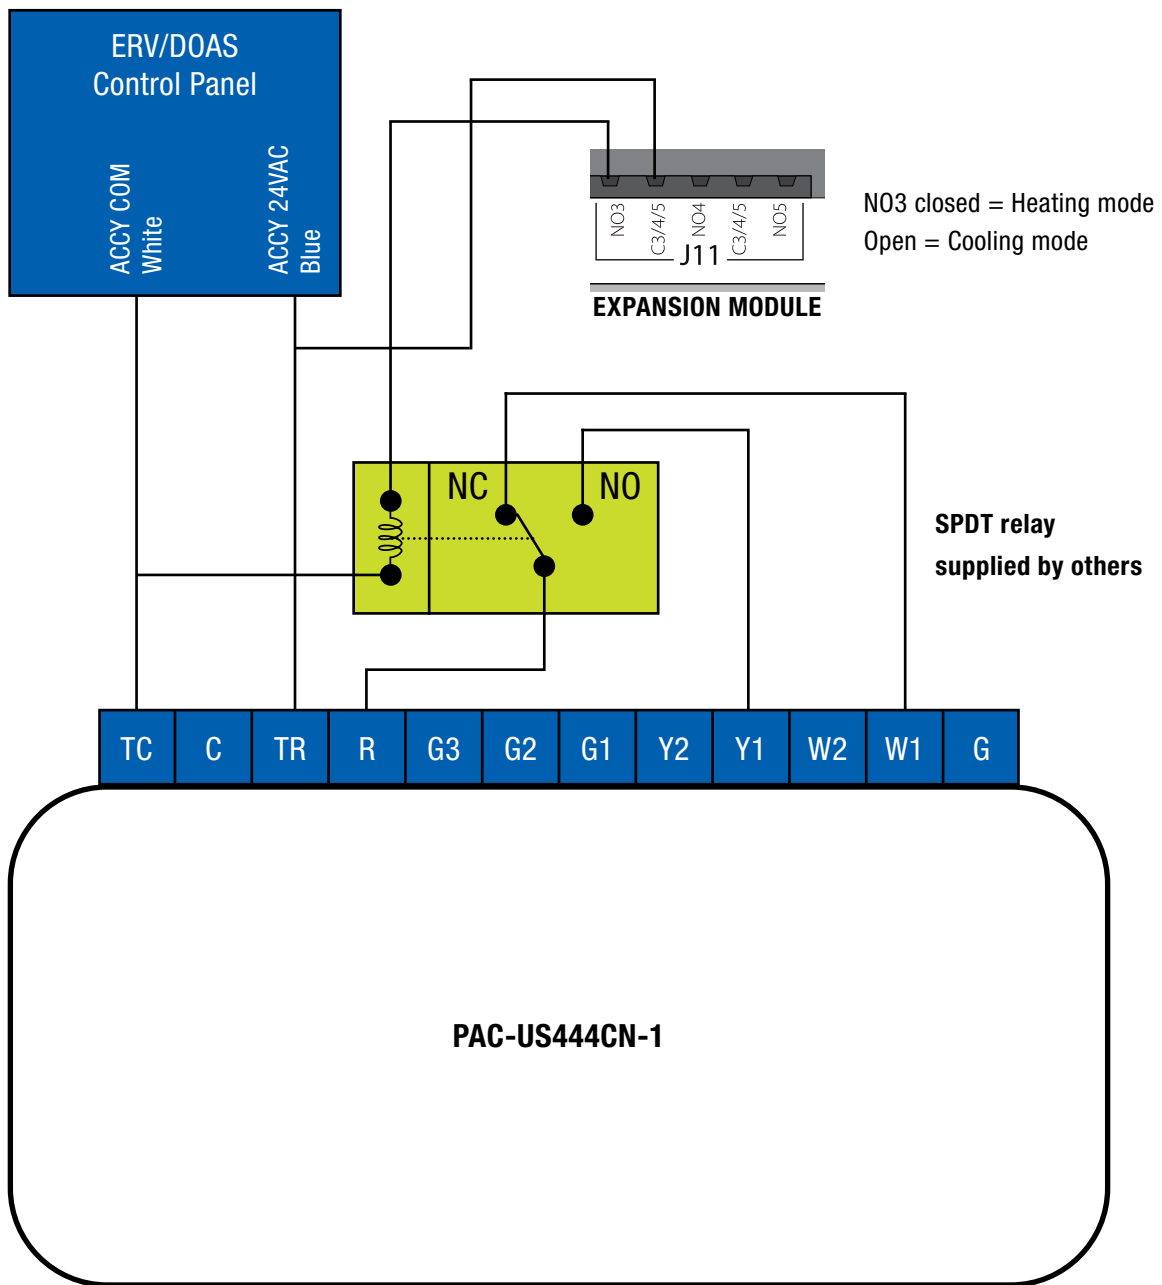 ERV/DOAS
Control Panel
ACCY COM
White
ACCY 24VAC
Blue
NO3
C3/4/5
NO4
C3/4/5
NO5
J11
EXPANSION MODULE
NO3 closed = Heating mode
Open = Cooling mode
NC
NO
SPDT relay
supplied by others
TC C TR R G3 G2 G1 Y2 Y1 W2 W1 G
PAC-US444CN-1